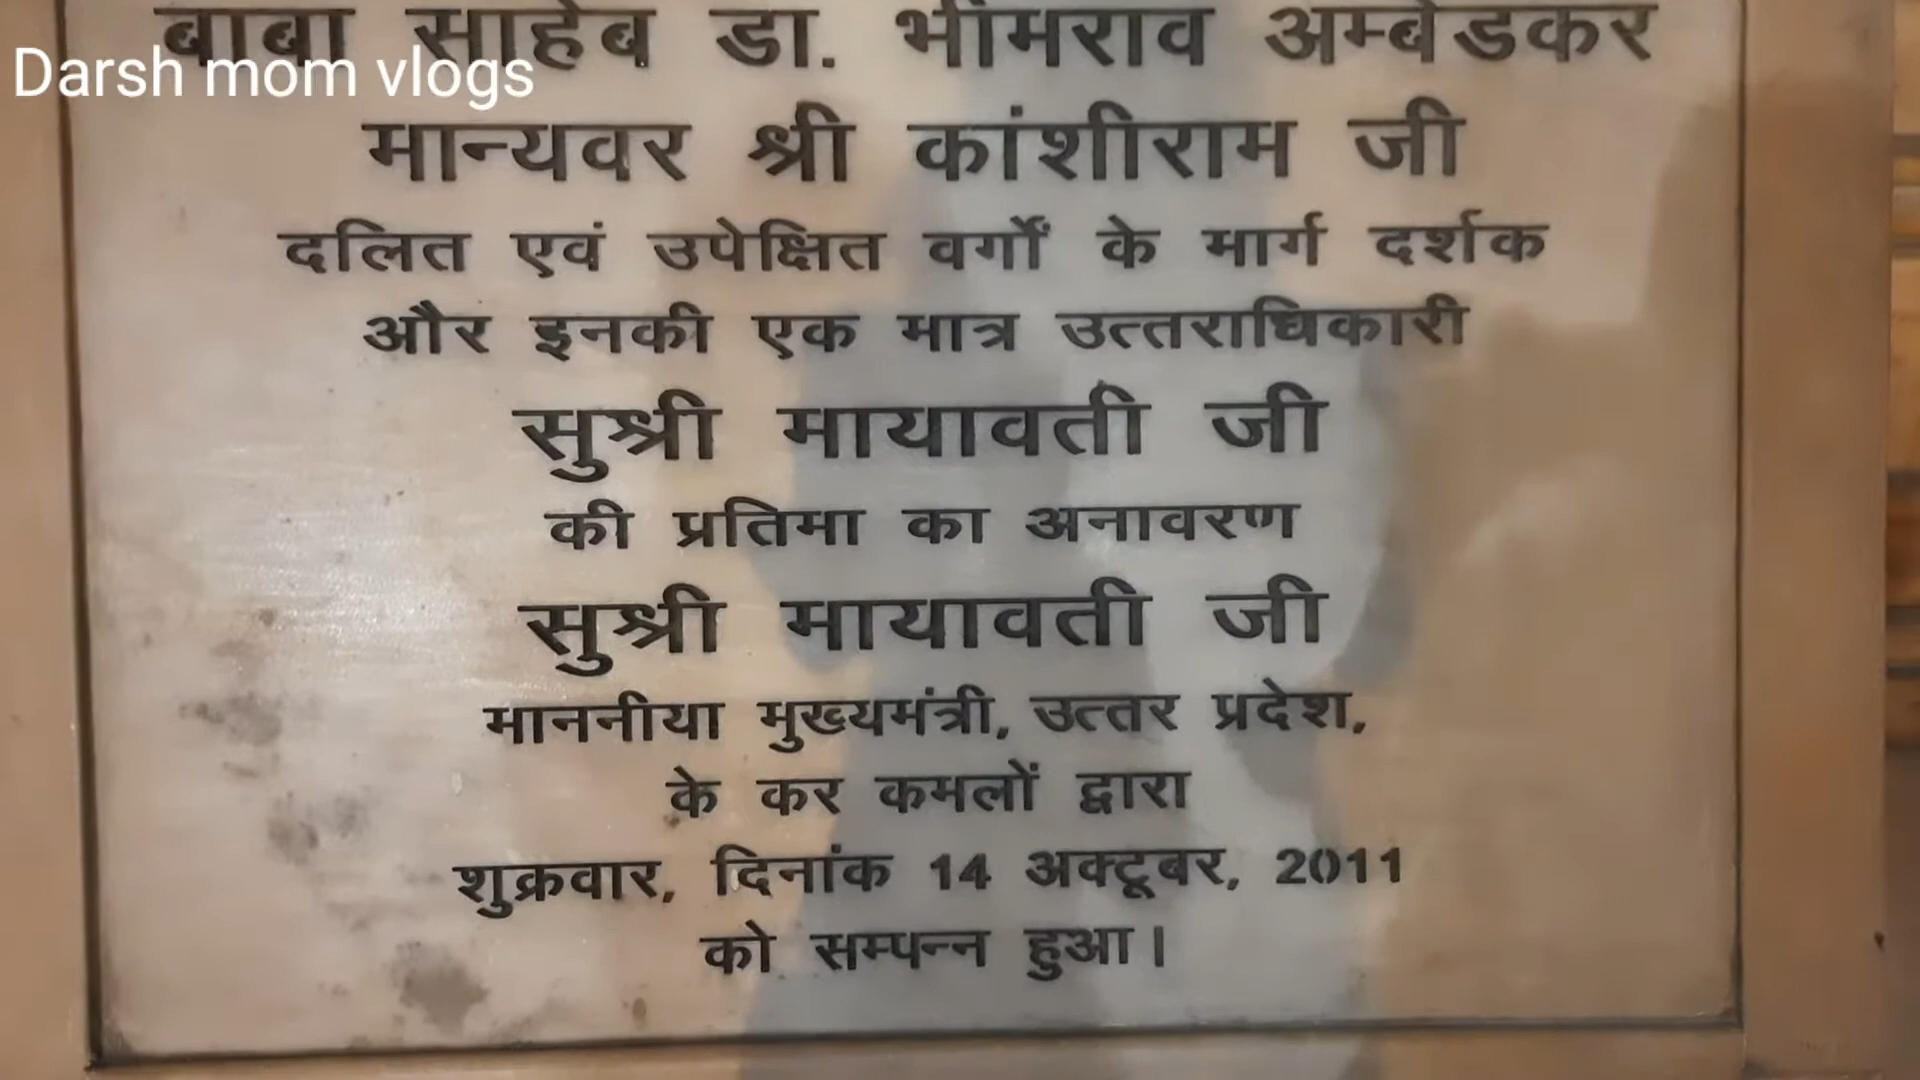 बाबा साहेब डा. भीमराव अम्बेडकर
Darsh mom vlogs
मान्यवर श्री कांशीराम जी
दलित एवं उपेक्षित वर्गों के मार्ग दर्शक
और इनकी एक मात्र उत्तराधिकारी
सुश्री मायावती जी
की प्रतिमा का अनावरण
सुश्री मायावती जी
माननीया मुख्यमंत्री, उत्तर प्रदेश,
के कर कमलों द्वारा
शुक्रवार, दिनांक 14 अक्टूबर, 2011
को सम्पन्न हुआ।